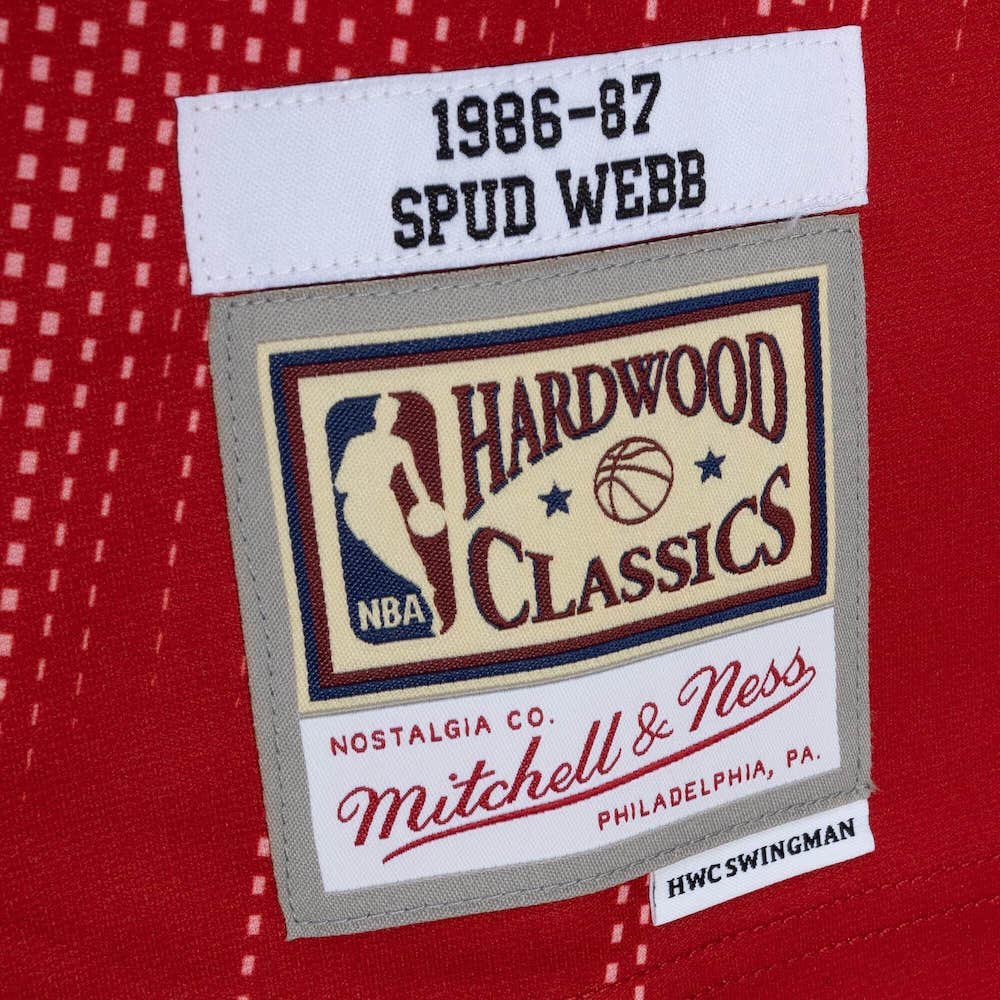 1986-87
SPUD WEBB
HARDWOOD
CLASSICS
NBA
NOSTALGIA CO.
Mitchell & Ness
PHILADELPHIA, PA.
HWC SWINGMAN